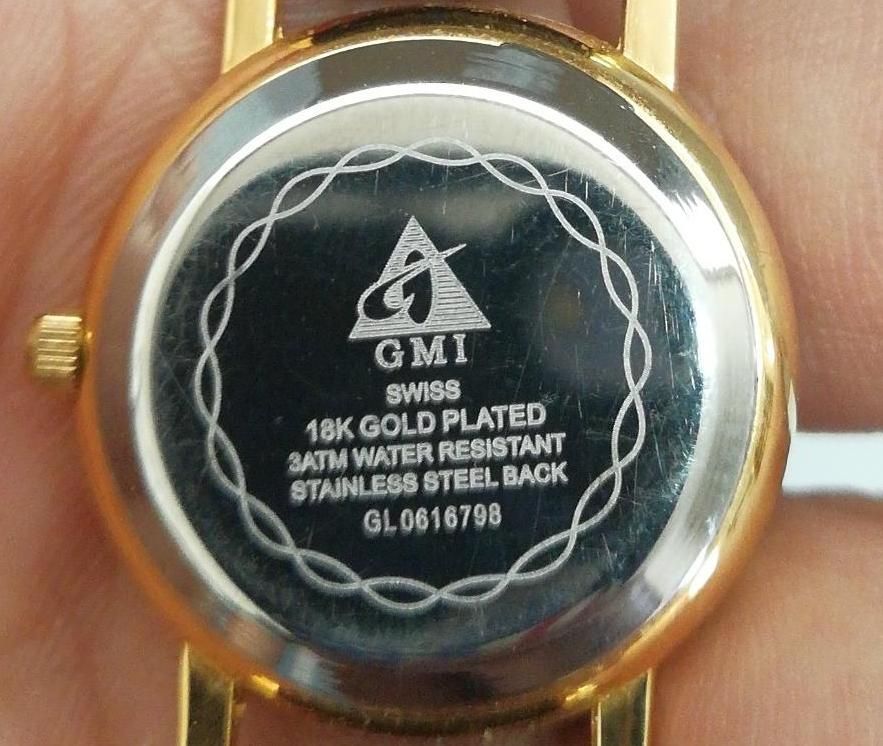 GMI
SWISS
18K GOLD PLATED
3ATM WATER RESISTANT
STAINLESS STEEL BACK
GL0616798